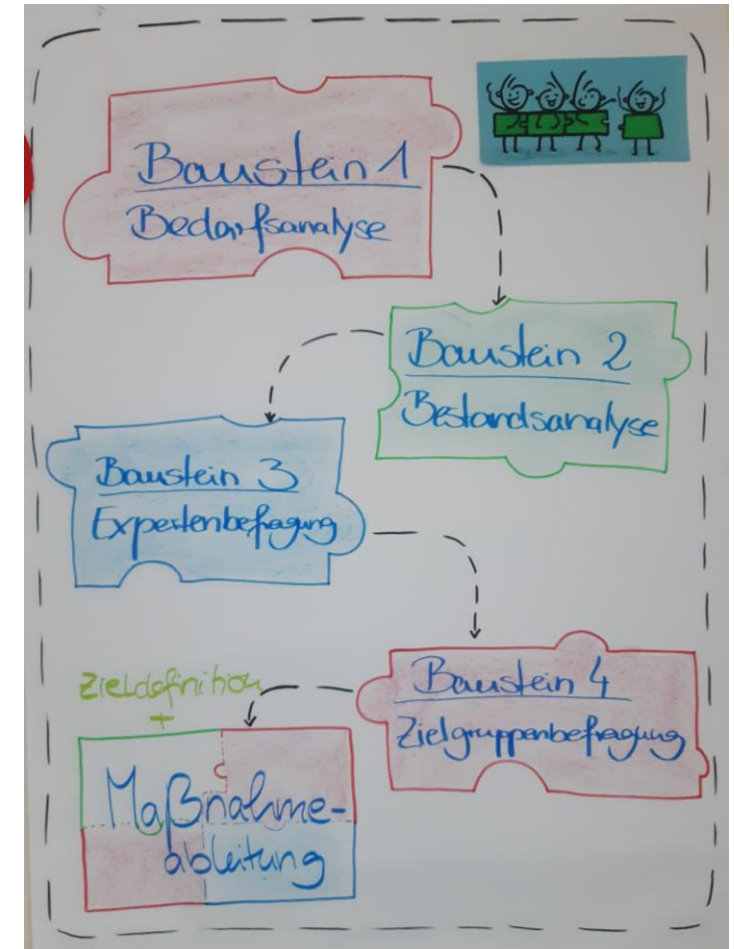 Baustein 1
Bedarfsanalyse
Baustein 2
Bestandsanalyse
Baustein 3
Expertenbefragung
Baustein 4
Zielgruppenbefragung
Zieldefinition
+
Maßnahme-
ableitung